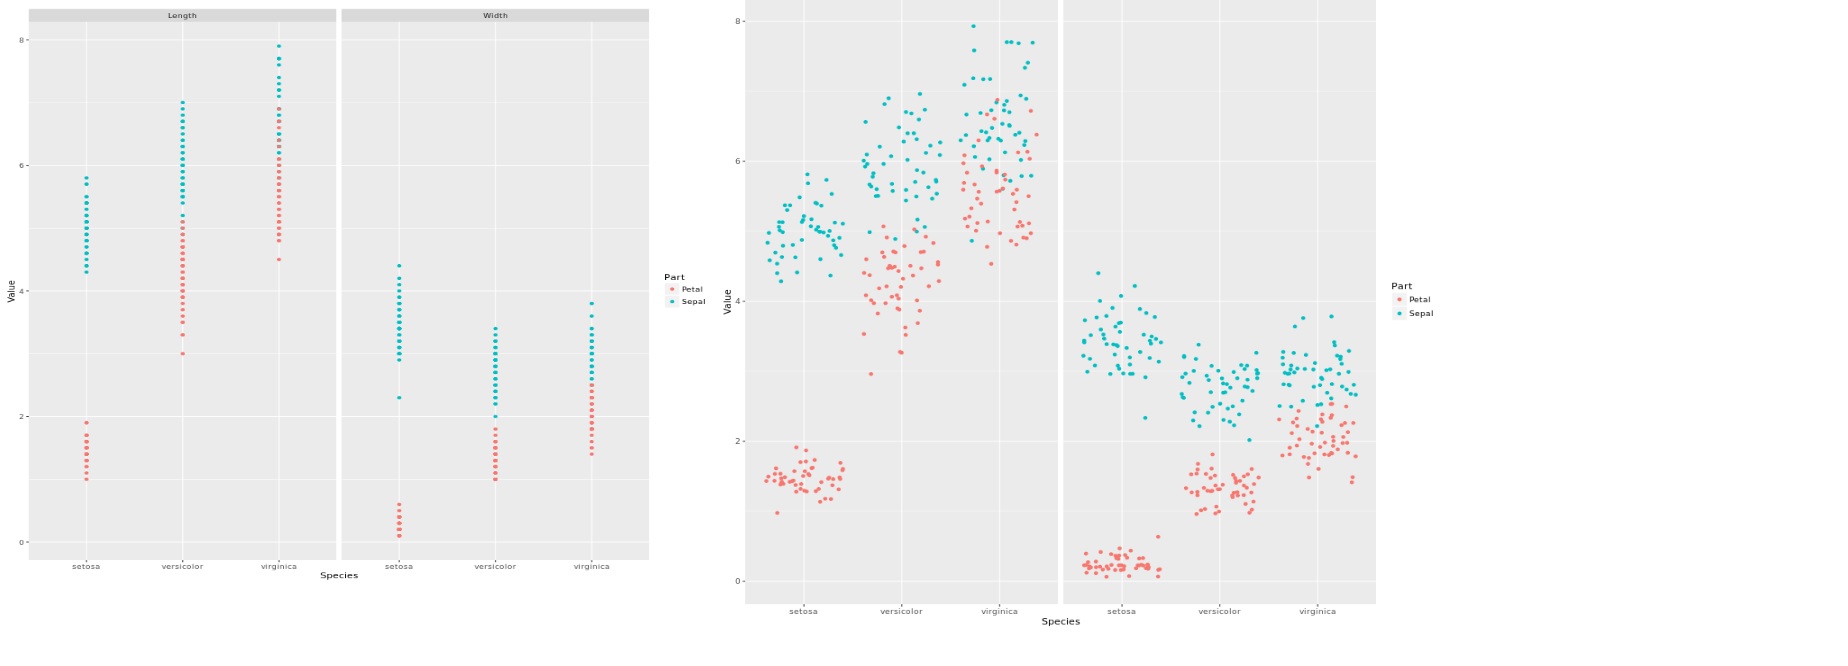 Length Width
8
6
4
2
0
Value
setosa versicolor virginica setosa versicolor virginica
Species
Part
Petal
Sepal
8
6
4
2
0
Value
setosa versicolor virginica setosa versicolor virginica
Species
Part
Petal
Sepal